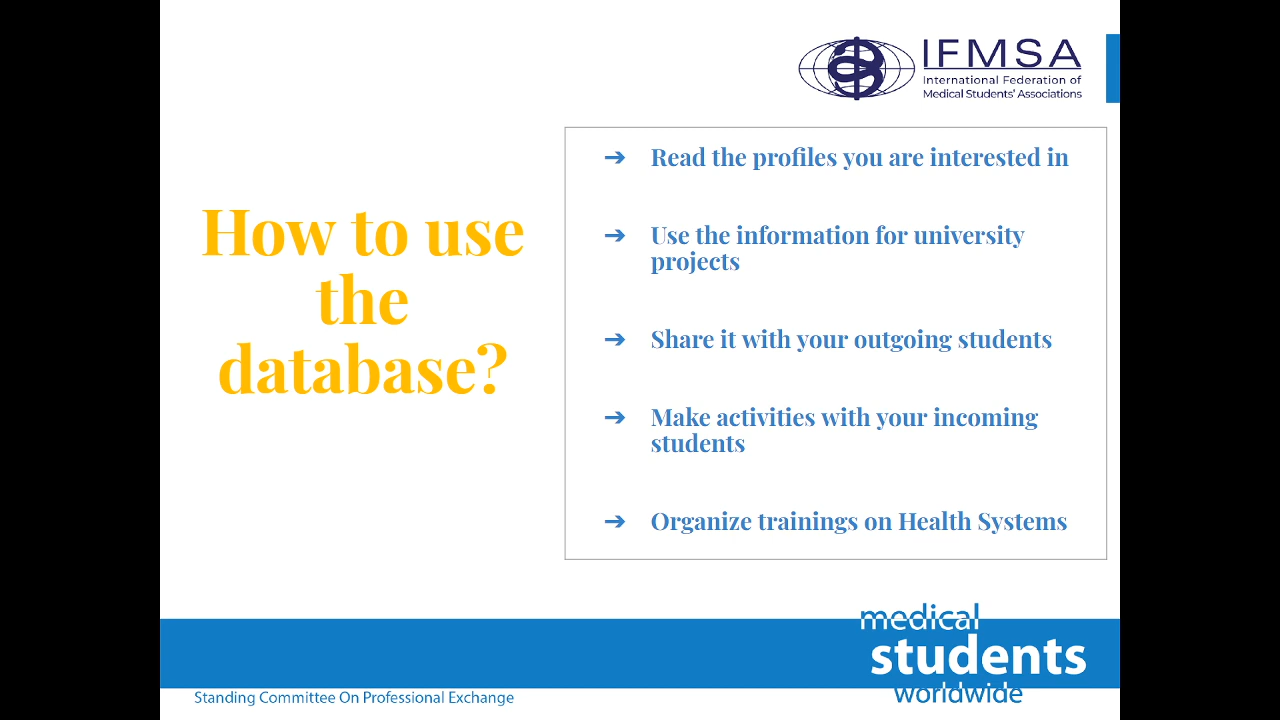 IFMSA
International Federation of
Medical Students' Associations
How to use
the
database?
➔ Read the profiles you are interested in
➔ Use the information for university
projects
➔ Share it with your outgoing students
➔ Make activities with your incoming
students
➔ Organize trainings on Health Systems
medical
students
worldwide
Standing Committee On Professional Exchange